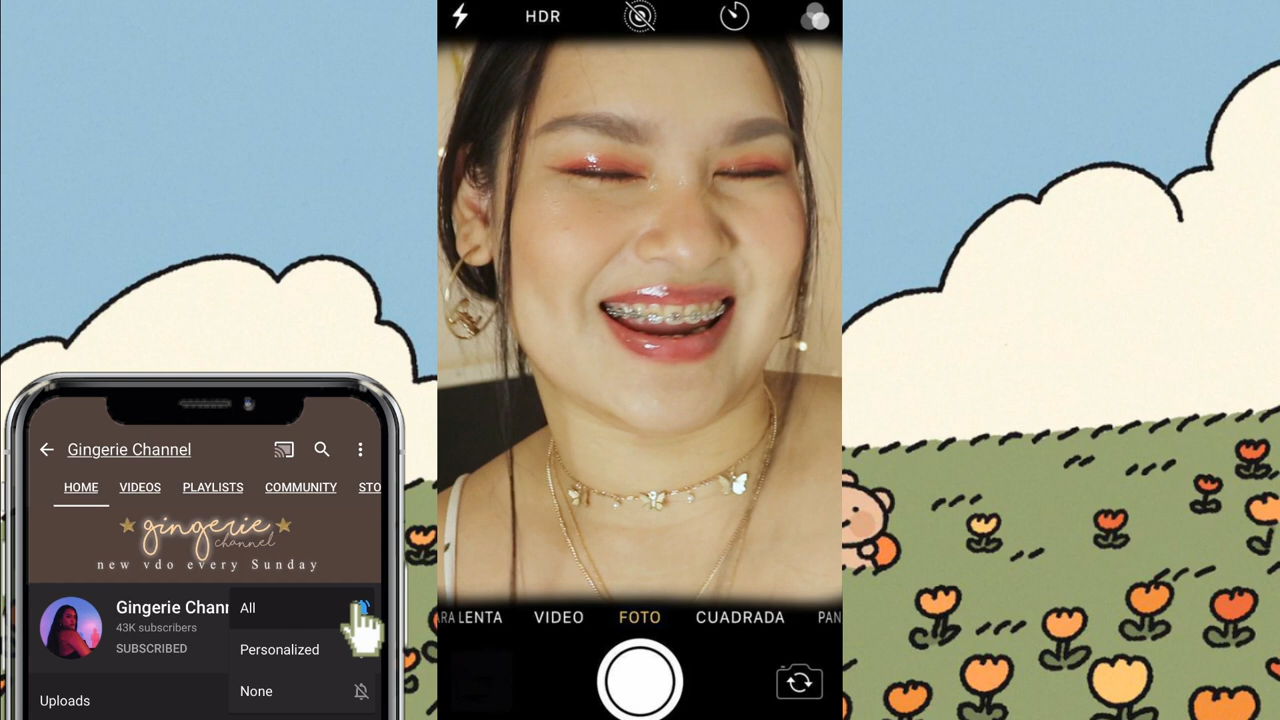 HDR
Gingerie Channel
HOME VIDEOS PLAYLISTS COMMUNITY STO
gingerie
channel
new vdo every Sunday
Gingerie Chann
43K subscribers
SUBSCRIBED
All
Personalized
None
Uploads
ARA LENTA VIDEO FOTO CUADRADA PAN